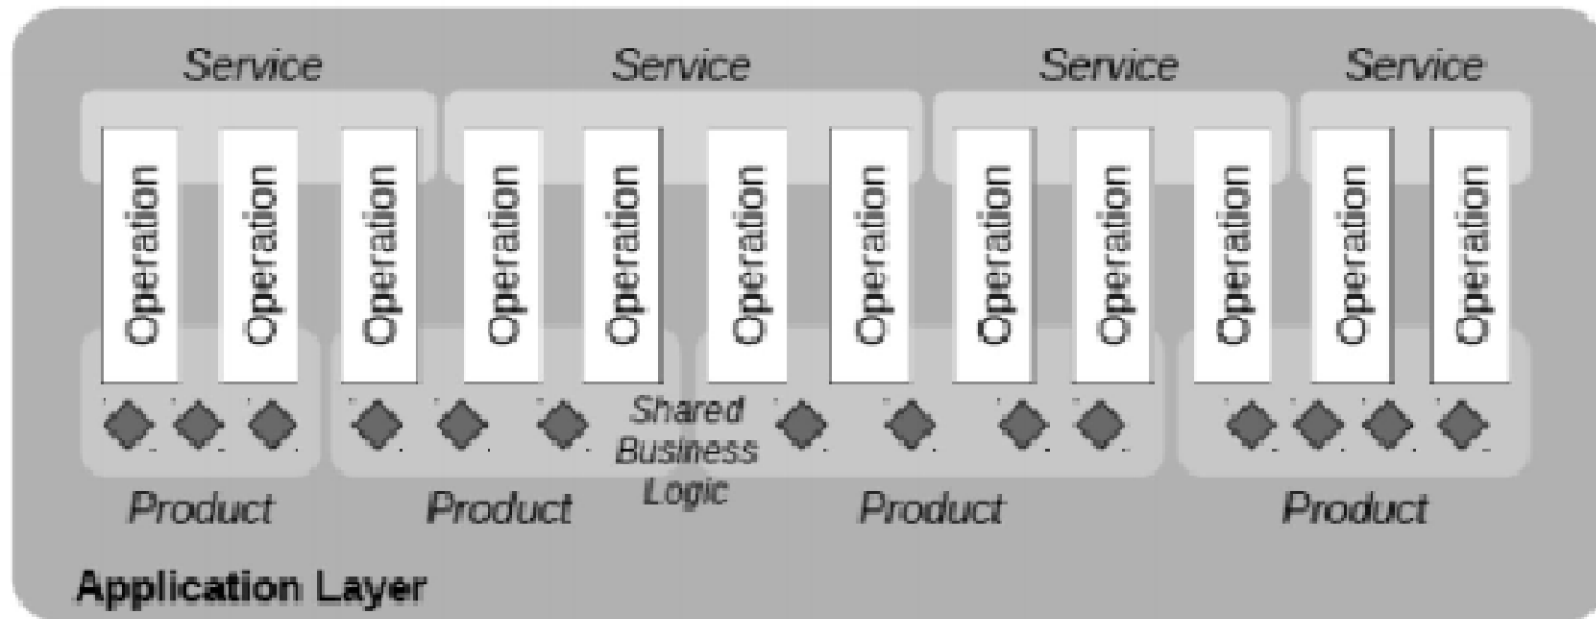 Service Service Service Service
Operation Operation Operation Operation Operation Operation Operation Operation Operation Operation Operation Operation
Shared
Business
Logic
Product Product Product Product
Application Layer